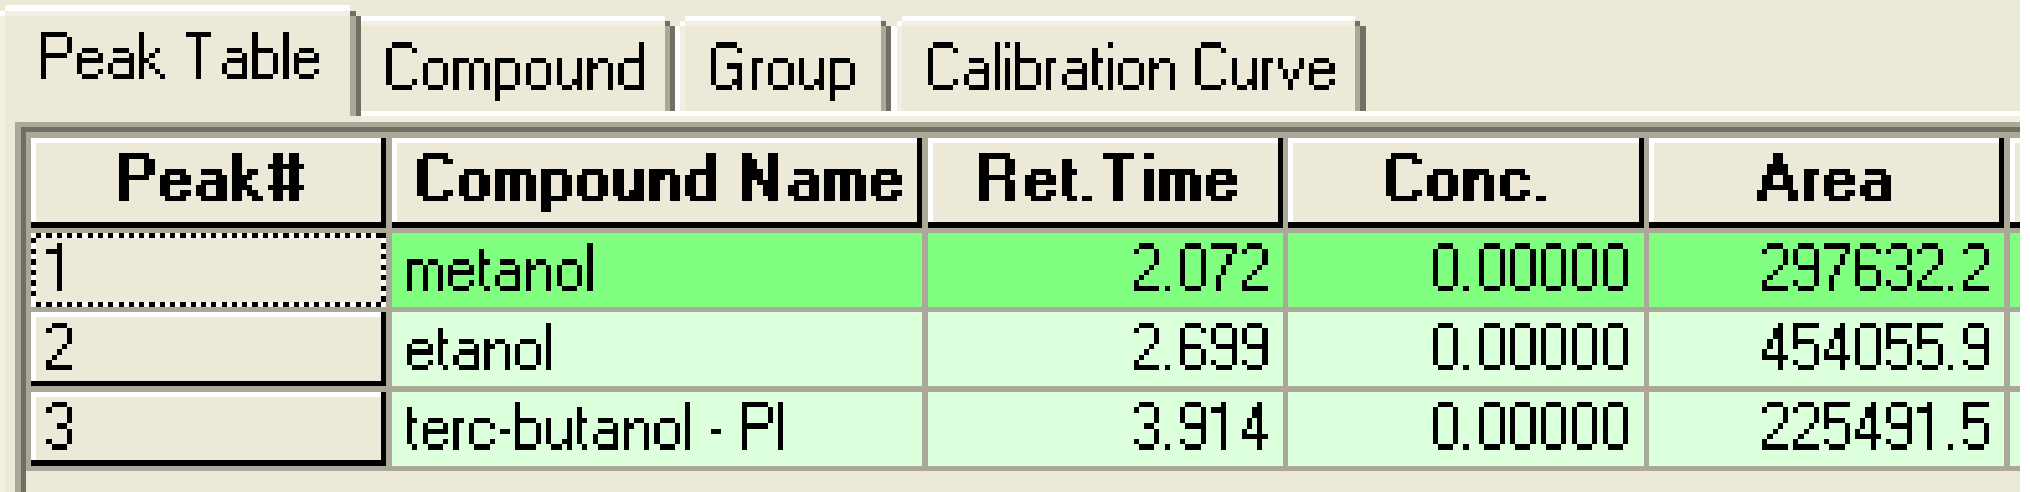 Peak Table Compound Group Calibration Curve
Peak# Compound Name Ret.Time Conc. Area
1 metanol 2.072 0.00000 297632.2
2 etanol 2.699 0.00000 454055.9
3 terc-butanol - PI 3.914 0.00000 225491.5